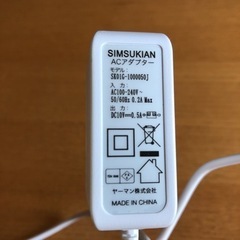 SIMSUKIAN
ACアダプター
モデル:
SK01G-1000050J
入力:
AC100-240V~
50/60Hz 0.2A Max
出力:
DC10V⎓0.5A
ヤーマン株式会社
MADE IN CHINA